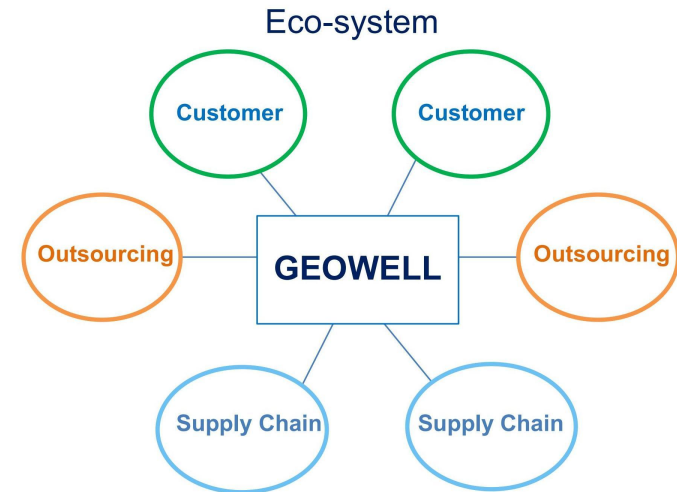 Eco-system
Customer
Customer
Outsourcing
GEOWELL
Outsourcing
Supply Chain
Supply Chain